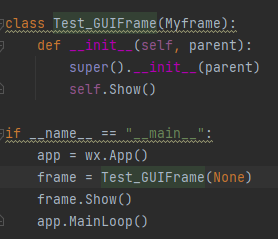 class Test_GUIFrame(Myframe):
    def __init__(self, parent):
        super().__init__(parent)
        self.Show()

if __name__ == "__main__":
    app = wx.App()
    frame = Test_GUIFrame(None)
    frame.Show()
    app.MainLoop()